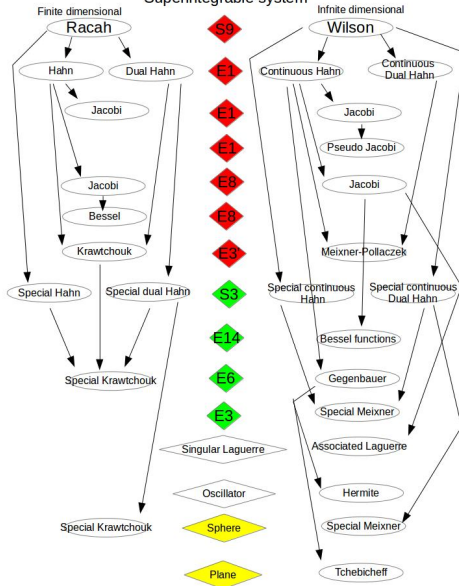 Superintegrable system
Finite dimensional
Infnite dimensional
Racah
S9
Wilson
Hahn
Dual Hahn
E1
Continuous Hahn
Continuous
Dual Hahn
Jacobi
E1
Jacobi
E1
Pseudo Jacobi
Jacobi
E8
Jacobi
Bessel
E8
Krawtchouk
E3'
Meixner-Pollaczek
Special Hahn
Special dual Hahn
S3
Special continuous
Hahn
Special continuous
Dual Hahn
E14
Bessel functions
Special Krawtchouk
E6
Gegenbauer
E3
Special Meixner
Singular Laguerre
Associated Laguerre
Oscillator
Hermite
Special Krawtchouk
Sphere
Special Meixner
Plane
Tchebicheff